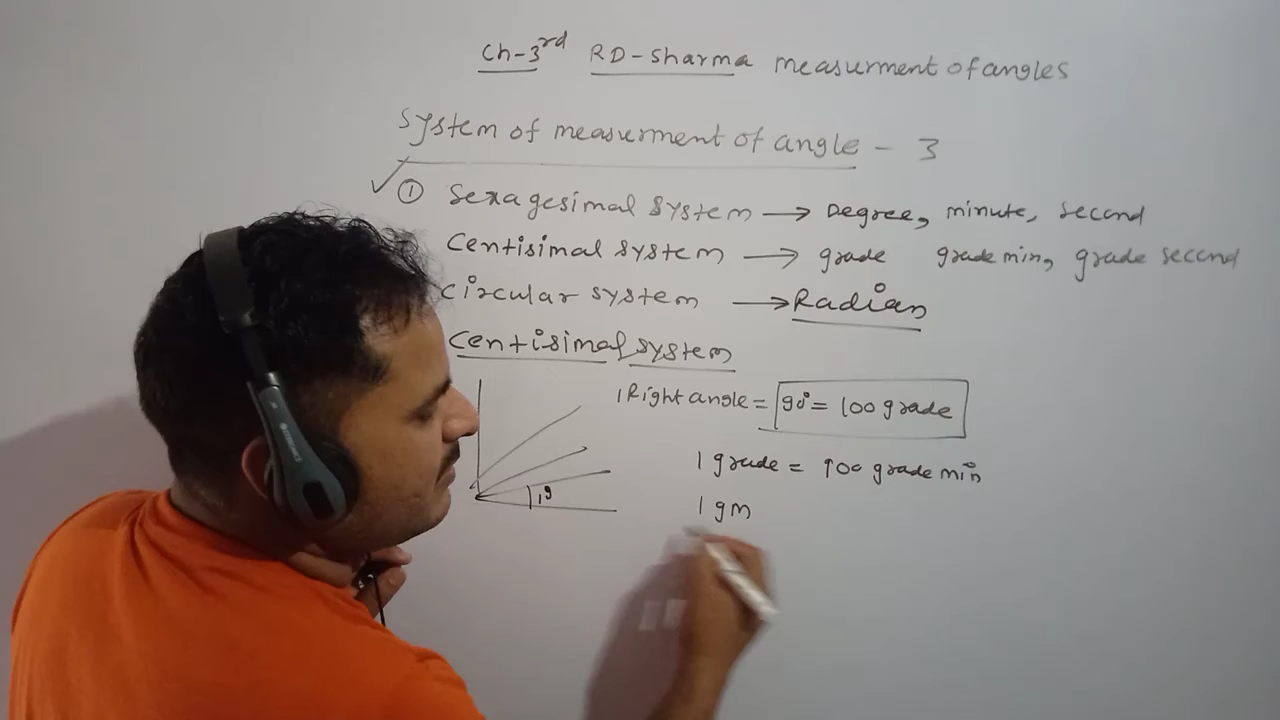 Ch-3rd RD-Sharma measurment of angles
System of measurment of angle - 3
① Sexagesimal system → Degree, minute, second
Centisimal system → grade grade min, grade second
Circular system → Radian
Centisimal system
1 Right angle = 90° = 100 grade
1 grade = 100 grade min
1g
1 gm